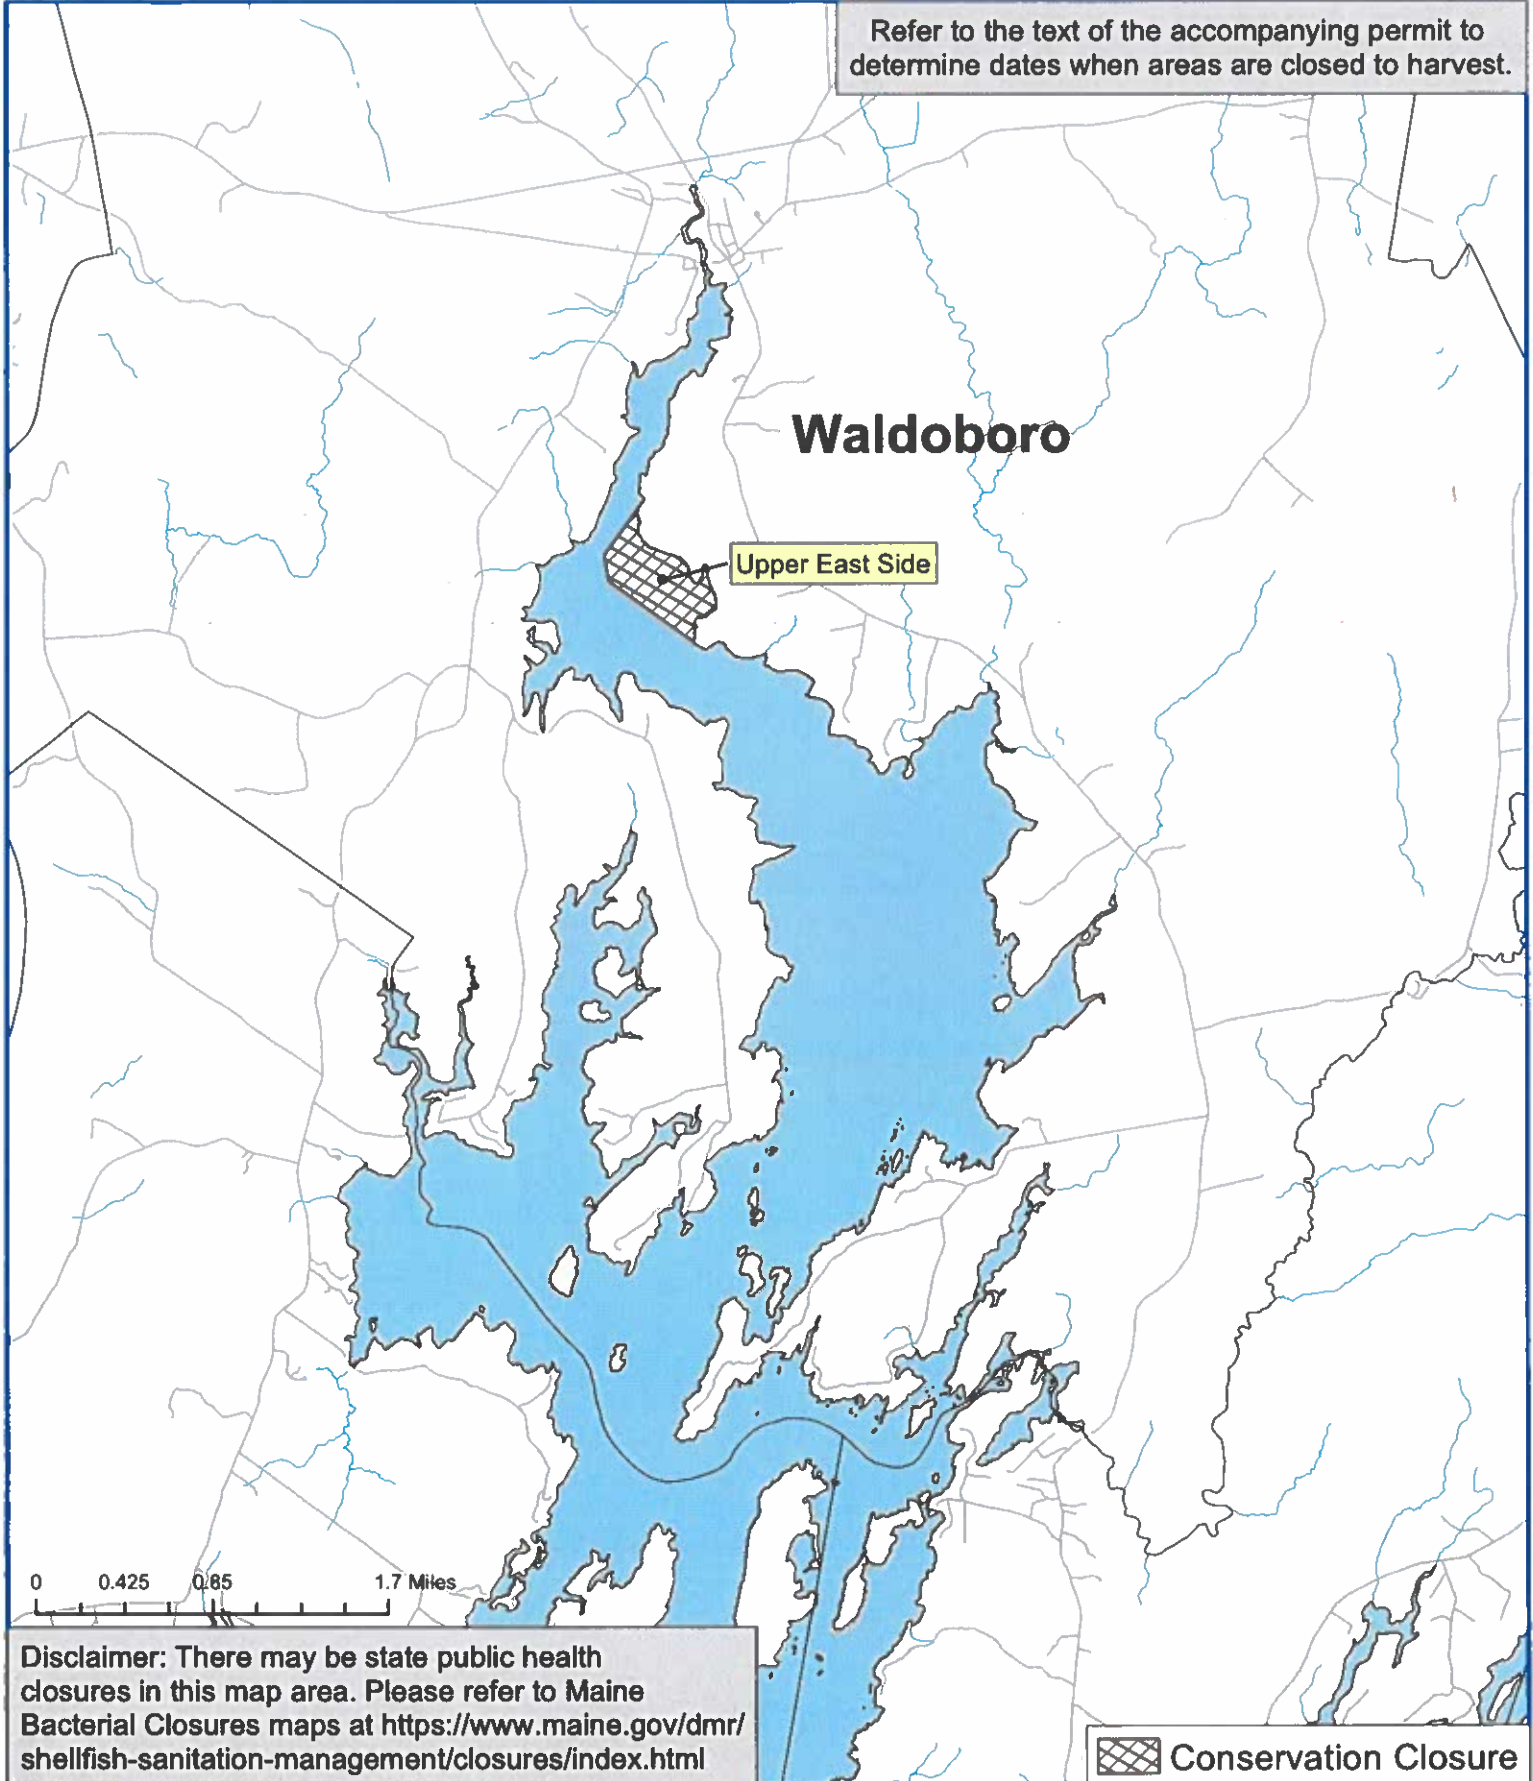 Refer to the text of the accompanying permit to
determine dates when areas are closed to harvest.
Waldoboro
Upper East Side
0 0.425 0.85 1.7 Miles
Disclaimer: There may be state public health
closures in this map area. Please refer to Maine
Bacterial Closures maps at https://www.maine.gov/dmr/
shellfish-sanitation-management/closures/index.html
Conservation Closure